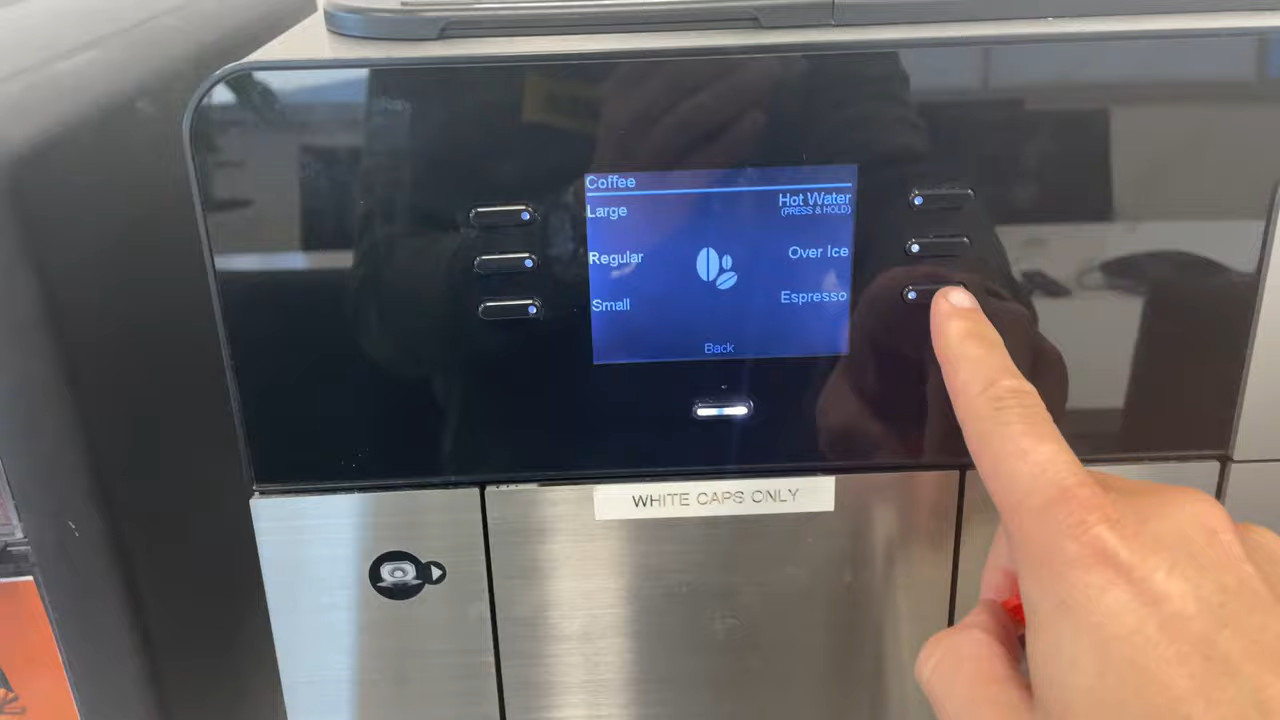 Coffee
Large
Hot Water
(PRESS & HOLD)
Regular
Over Ice
Small
Espresso
Back
WHITE CAPS ONLY